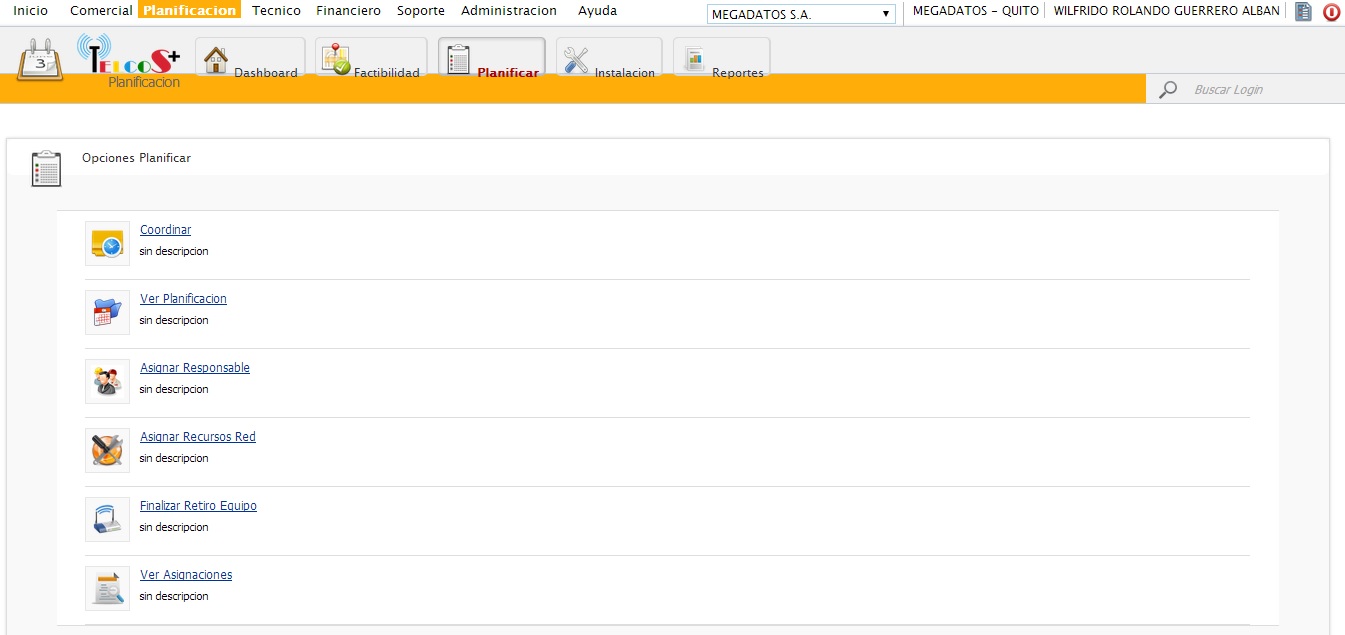 Inicio Comercial Planificacion Tecnico Financiero Soporte Administracion Ayuda MEGADATOS S.A. MEGADATOS - QUITO WILFRIDO ROLANDO GUERRERO ALBAN
3 TELCOS+ Dashboard Factibilidad Planificar Instalacion Reportes
Planificacion Buscar Login
Opciones Planificar
Coordinar
sin descripcion
Ver Planificacion
sin descripcion
Asignar Responsable
sin descripcion
Asignar Recursos Red
sin descripcion
Finalizar Retiro Equipo
sin descripcion
Ver Asignaciones
sin descripcion